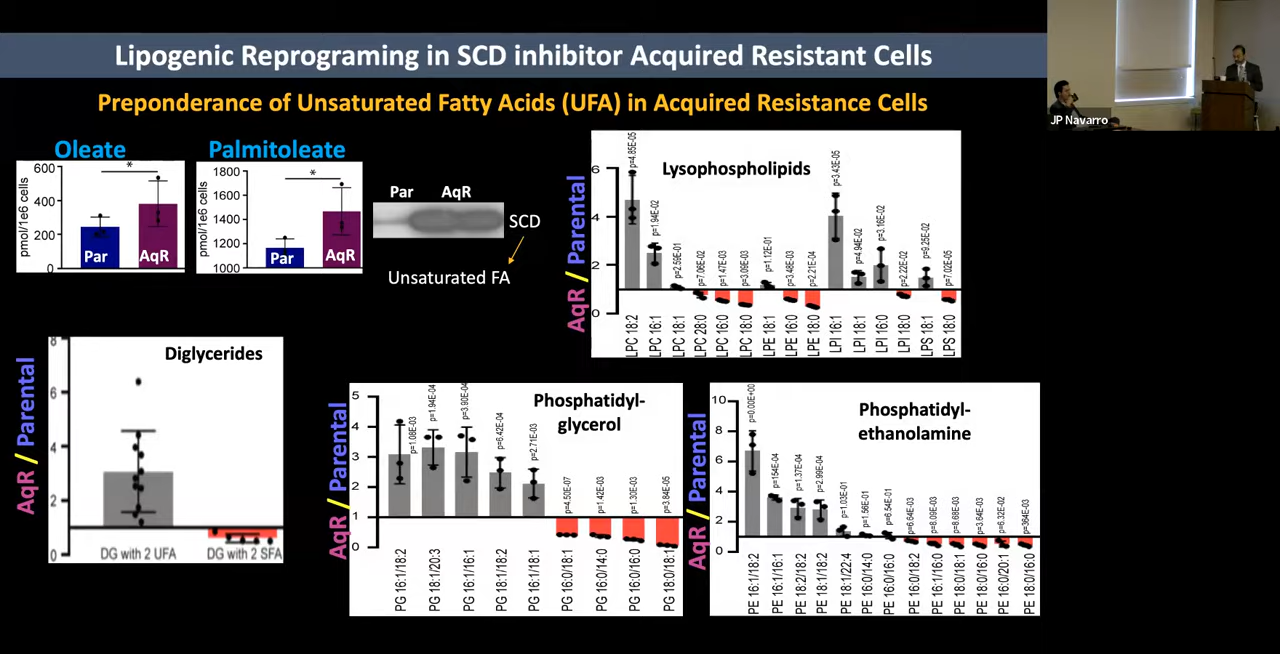 Lipogenic Reprograming in SCD inhibitor Acquired Resistant Cells
JP Navarro
Preponderance of Unsaturated Fatty Acids (UFA) in Acquired Resistance Cells
Oleate
pmol/1e6 cells
600
400
200
0
*
Par
AqR
Palmitoleate
pmol/1e6 cells
1800
1600
1400
1200
1000
*
Par
AqR
Par AqR
SCD
Unsaturated FA
Lysophospholipids
AqR / Parental
6
4
2
0
p=4.85E-05
p=1.94E-02
p=2.59E-01
p=7.06E-02
p=1.47E-03
p=3.09E-03
p=1.12E-01
p=3.48E-03
p=2.21E-04
p=3.43E-05
p=4.94E-02
p=3.16E-02
p=2.22E-02
p=9.25E-02
p=7.02E-05
LPC 18:2
LPC 16:1
LPC 18:1
LPC 28:0
LPC 16:0
LPC 18:0
LPE 18:1
LPE 16:0
LPE 18:0
LPI 16:1
LPI 18:1
LPI 16:0
LPI 18:0
LPS 18:1
LPS 18:0
Diglycerides
AqR / Parental
8
6
4
2
0
DG with 2 UFA
DG with 2 SFA
Phosphatidyl-
glycerol
AqR / Parental
5
4
3
2
1
0
p=1.08E-03
p=1.94E-04
p=3.90E-04
p=6.42E-04
p=2.71E-03
p=4.50E-07
p=1.42E-03
p=1.30E-03
p=3.84E-05
PG 16:1/18:2
PG 18:1/20:3
PG 16:1/16:1
PG 18:1/18:2
PG 18:1/18:1
PG 16:0/18:1
PG 16:0/14:0
PG 16:0/16:0
PG 18:0/18:1
Phosphatidyl-
ethanolamine
AqR / Parental
10
8
6
4
2
0
p=0.00E+00
p=154E-04
p=1.37E-04
p=2.99E-04
p=1.03E-01
p=1.56E-01
p=6.54E-01
p=6.64E-03
p=8.09E-03
p=8.68E-03
p=3.64E-03
p=6.32E-02
p=364E-03
PE 16:1/18:2
PE 16:1/16:1
PE 18:2/18:2
PE 18:1/18:2
PE 18:1/22:4
PE 16:0/14:0
PE 16:0/16:0
PE 16:0/18:2
PE 16:1/16:0
PE 18:0/18:1
PE 18:0/16:0
PE 16:0/20:1
PE 18:0/16:0